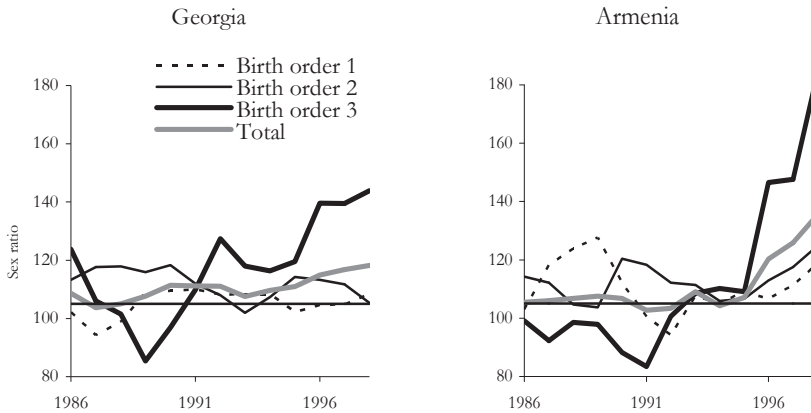 Georgia
Armenia
Birth order 1
Birth order 2
Birth order 3
Total
180
160
140
120
100
80
Sex ratio
1986
1991
1996
180
160
140
120
100
80
1986
1991
1996